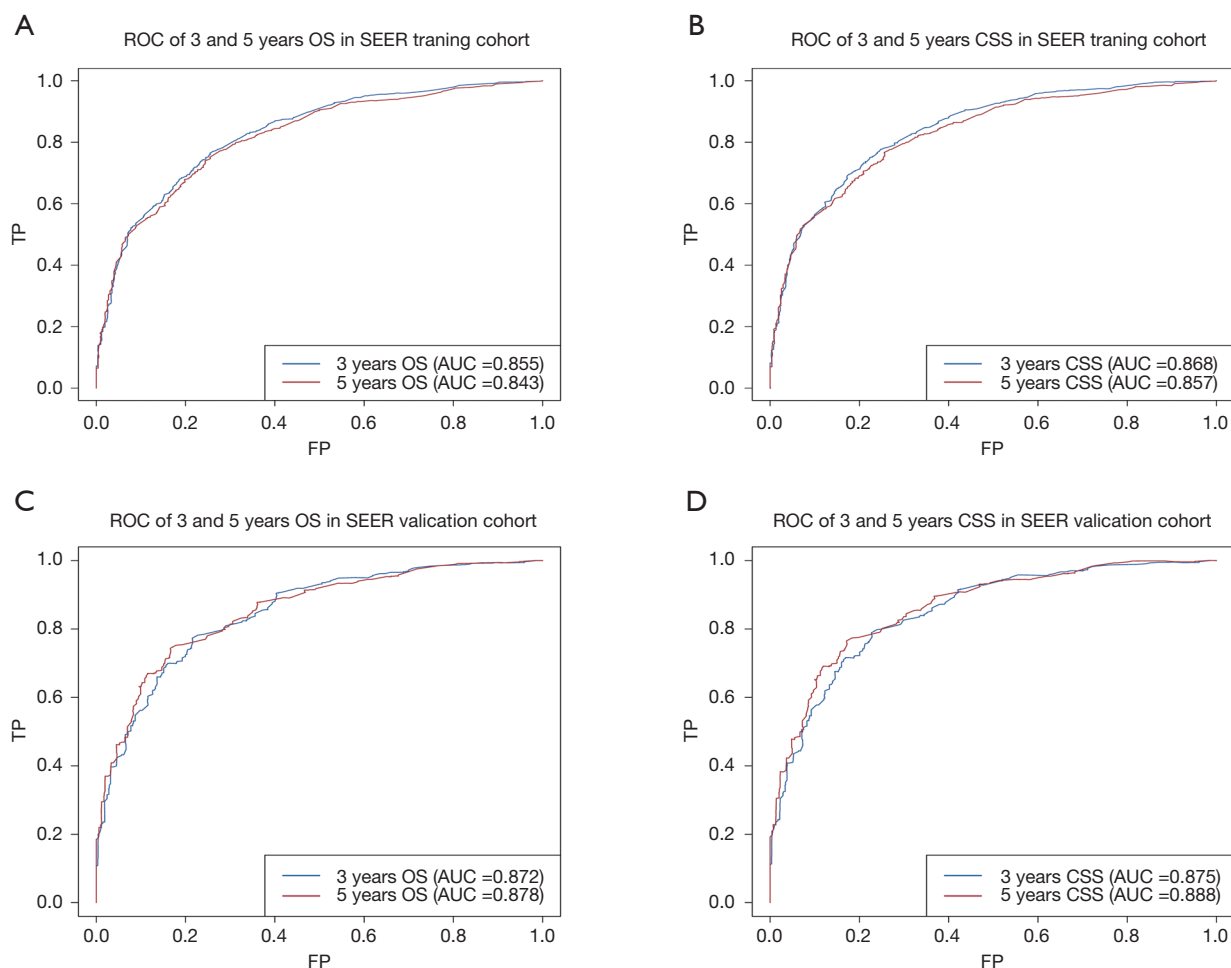 A
ROC of 3 and 5 years OS in SEER traning cohort
1.0
0.8
0.6
0.4
0.2
0.0
TP
3 years OS (AUC =0.855)
5 years OS (AUC =0.843)
0.0 0.2 0.4 0.6 0.8 1.0
FP
B
ROC of 3 and 5 years CSS in SEER traning cohort
1.0
0.8
0.6
0.4
0.2
0.0
TP
3 years CSS (AUC =0.868)
5 years CSS (AUC =0.857)
0.0 0.2 0.4 0.6 0.8 1.0
FP
C
ROC of 3 and 5 years OS in SEER valication cohort
1.0
0.8
0.6
0.4
0.2
0.0
TP
3 years OS (AUC =0.872)
5 years OS (AUC =0.878)
0.0 0.2 0.4 0.6 0.8 1.0
FP
D
ROC of 3 and 5 years CSS in SEER valication cohort
1.0
0.8
0.6
0.4
0.2
0.0
TP
3 years CSS (AUC =0.875)
5 years CSS (AUC =0.888)
0.0 0.2 0.4 0.6 0.8 1.0
FP